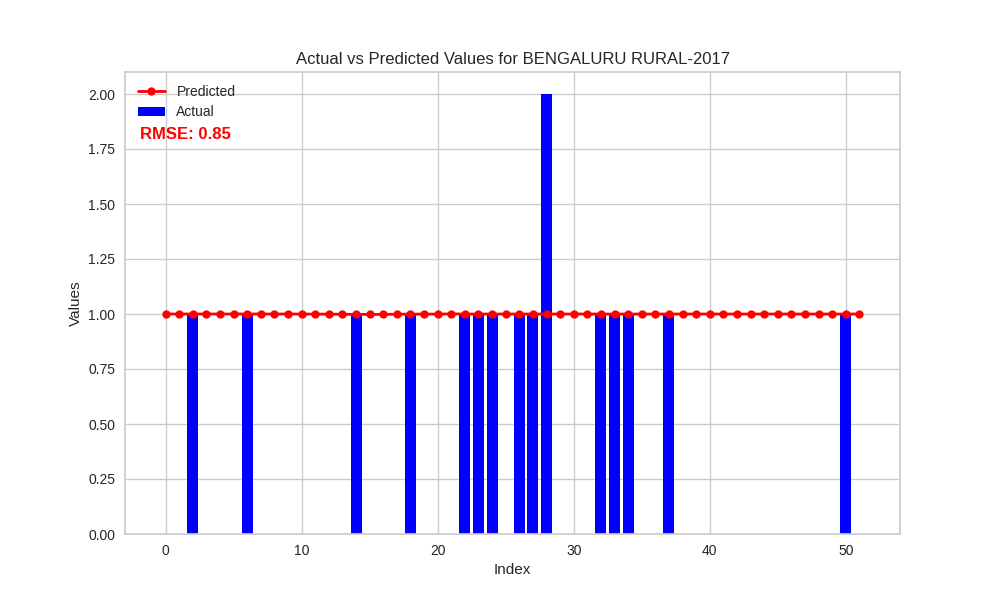 Actual vs Predicted Values for BENGALURU RURAL-2017
Predicted
Actual
RMSE: 0.85
2.00
1.75
1.50
1.25
1.00
0.75
0.50
0.25
0.00
Values
0 10 20 30 40 50
Index